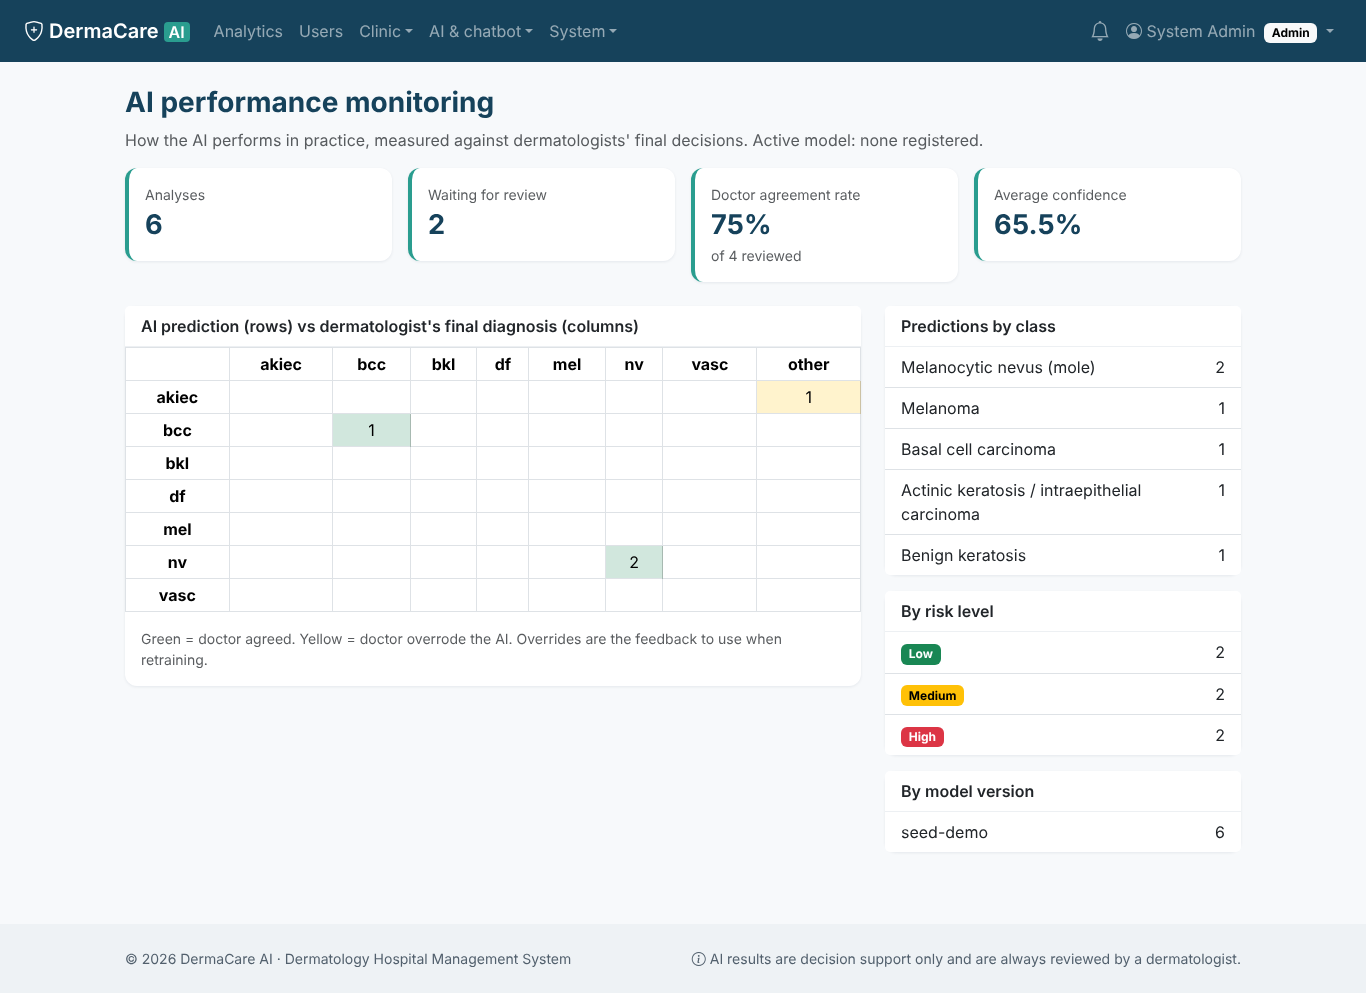 DermaCare AI Analytics Users Clinic AI & chatbot System System Admin Admin
AI performance monitoring
How the AI performs in practice, measured against dermatologists' final decisions. Active model: none registered.
Analyses
6
Waiting for review
2
Doctor agreement rate
75%
of 4 reviewed
Average confidence
65.5%
AI prediction (rows) vs dermatologist's final diagnosis (columns)
akiec bcc bkl df mel nv vasc other
akiec 1
bcc 1
bkl
df
mel
nv 2
vasc
Green = doctor agreed. Yellow = doctor overrode the AI. Overrides are the feedback to use when
retraining.
Predictions by class
Melanocytic nevus (mole) 2
Melanoma 1
Basal cell carcinoma 1
Actinic keratosis / intraepithelial 1
carcinoma
Benign keratosis 1
By risk level
Low 2
Medium 2
High 2
By model version
seed-demo 6
© 2026 DermaCare AI · Dermatology Hospital Management System
AI results are decision support only and are always reviewed by a dermatologist.